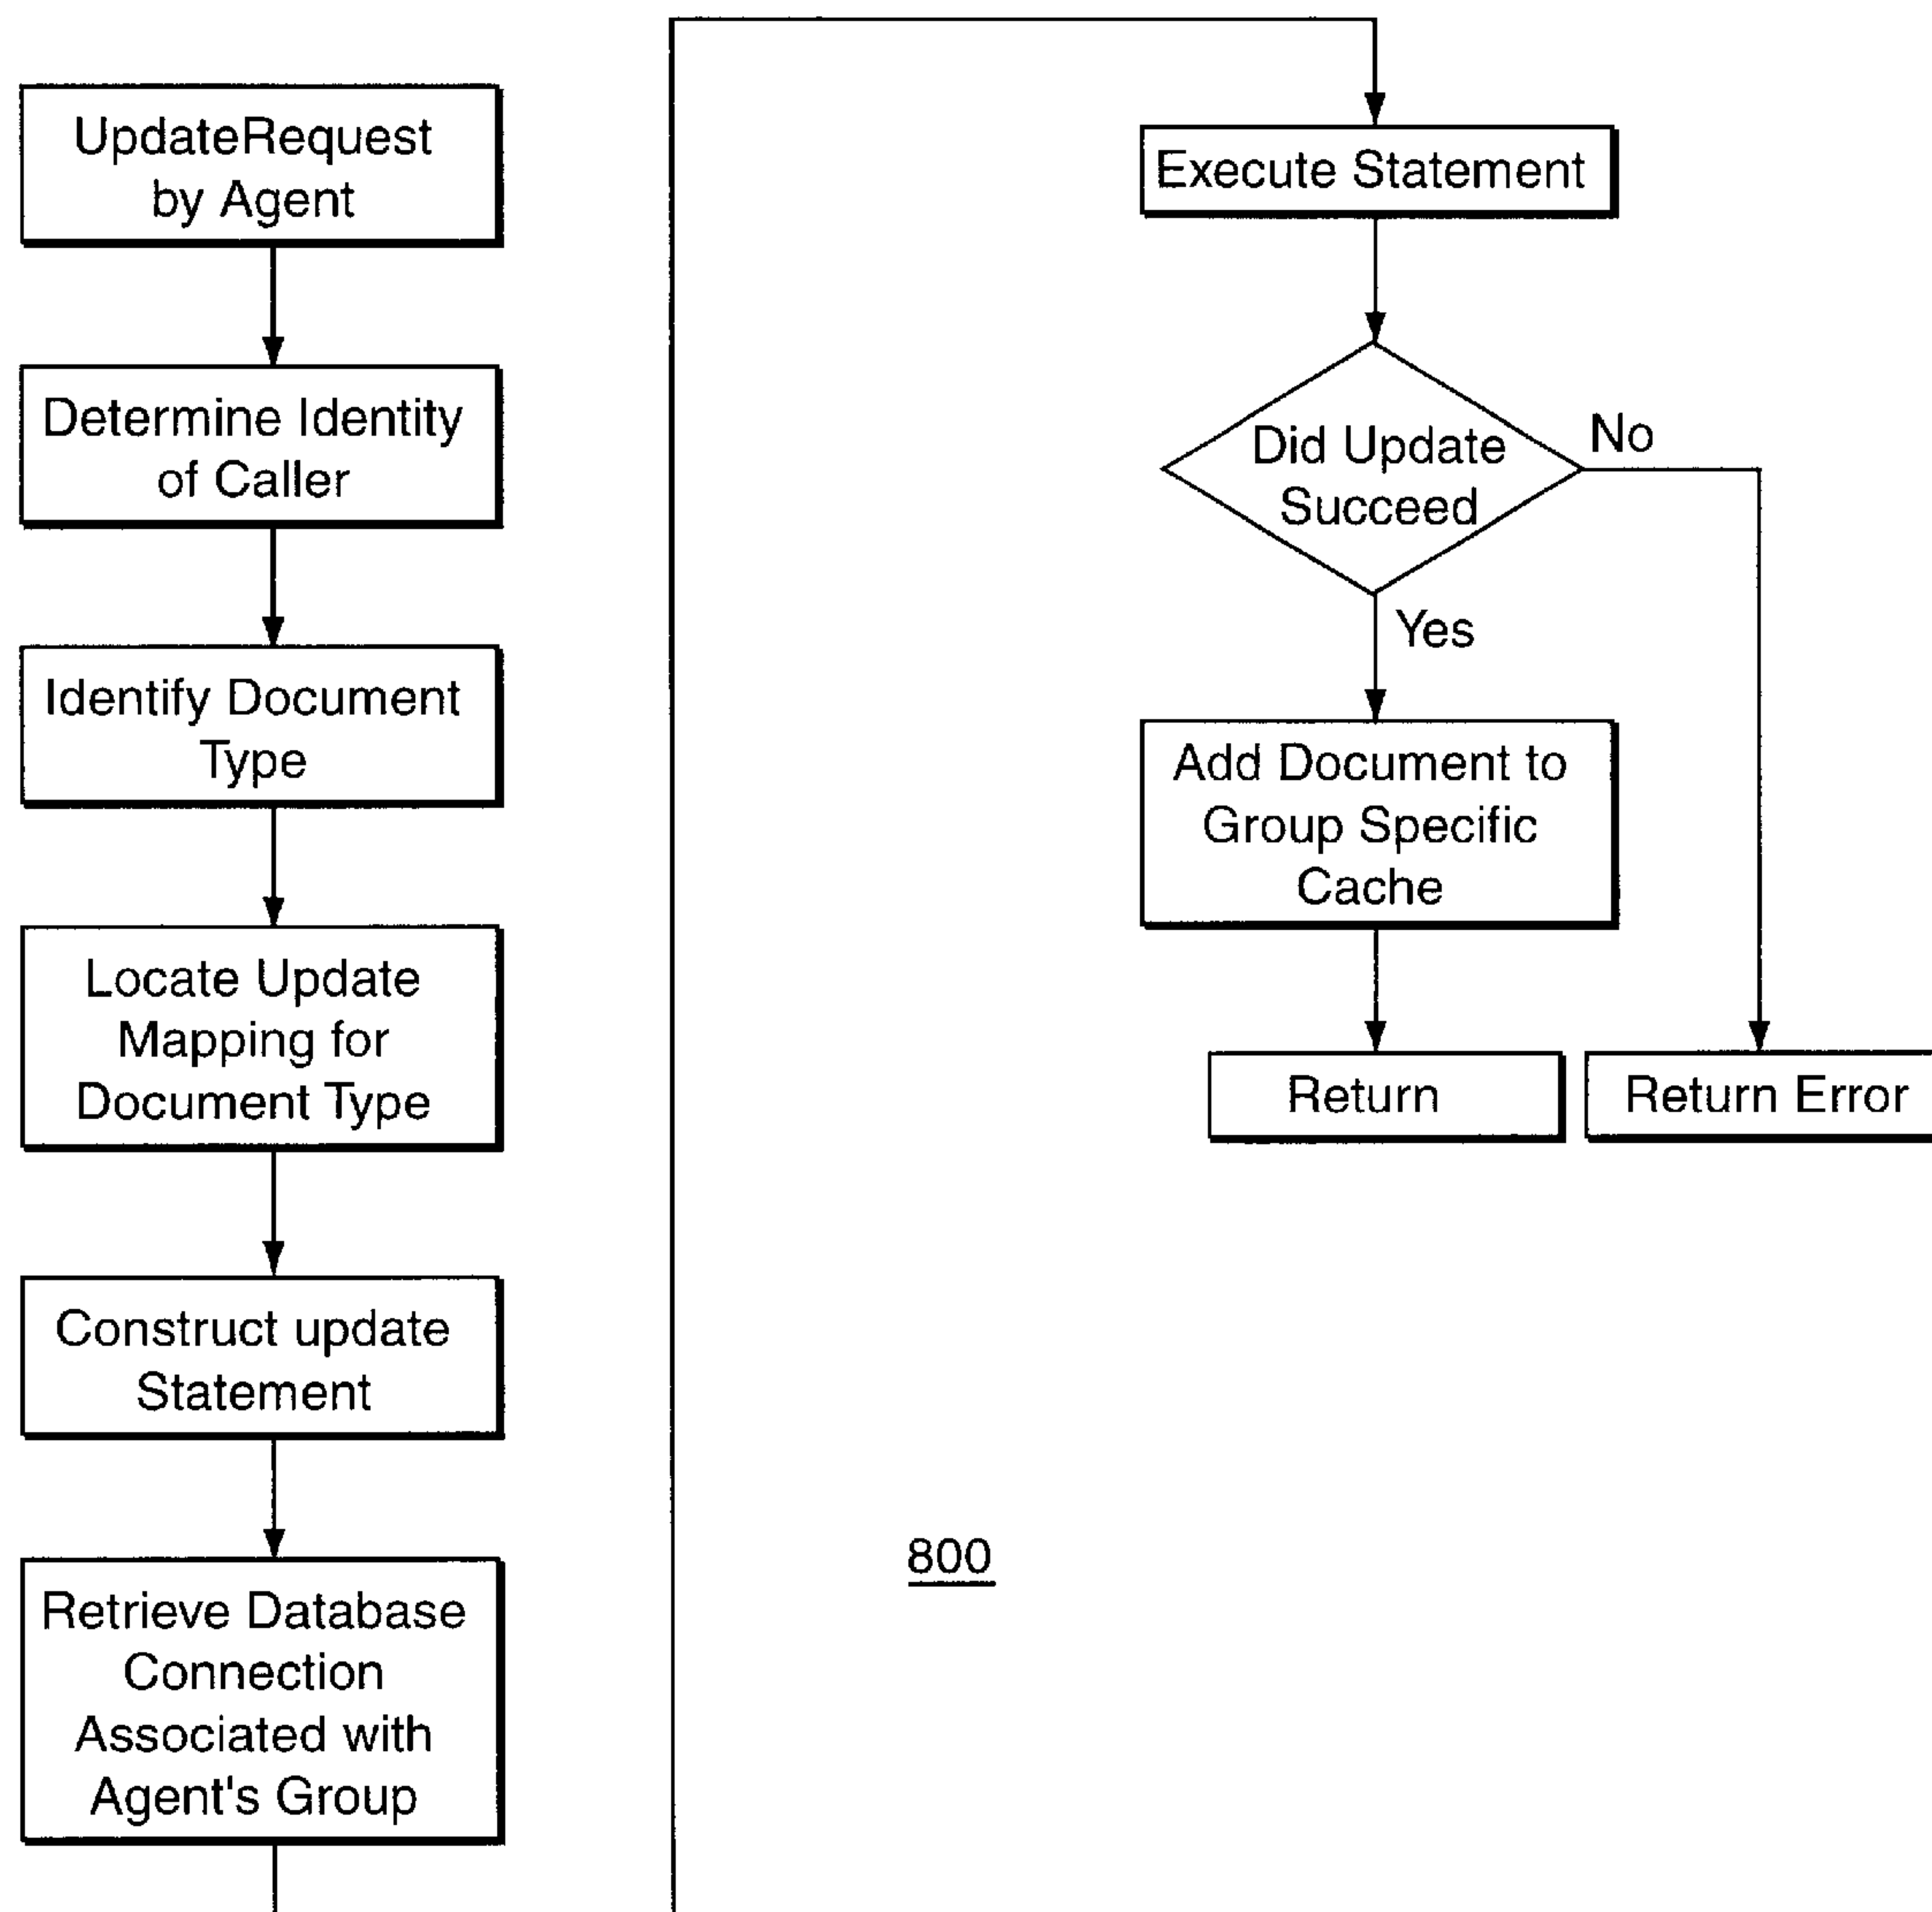 UpdateRequest
by Agent
Determine Identity
of Caller
Identify Document
Type
Locate Update
Mapping for
Document Type
Construct update
Statement
Retrieve Database
Connection
Associated with
Agent's Group
Execute Statement
Did Update
Succeed
No
Yes
Add Document to
Group Specific
Cache
Return
Return Error
800